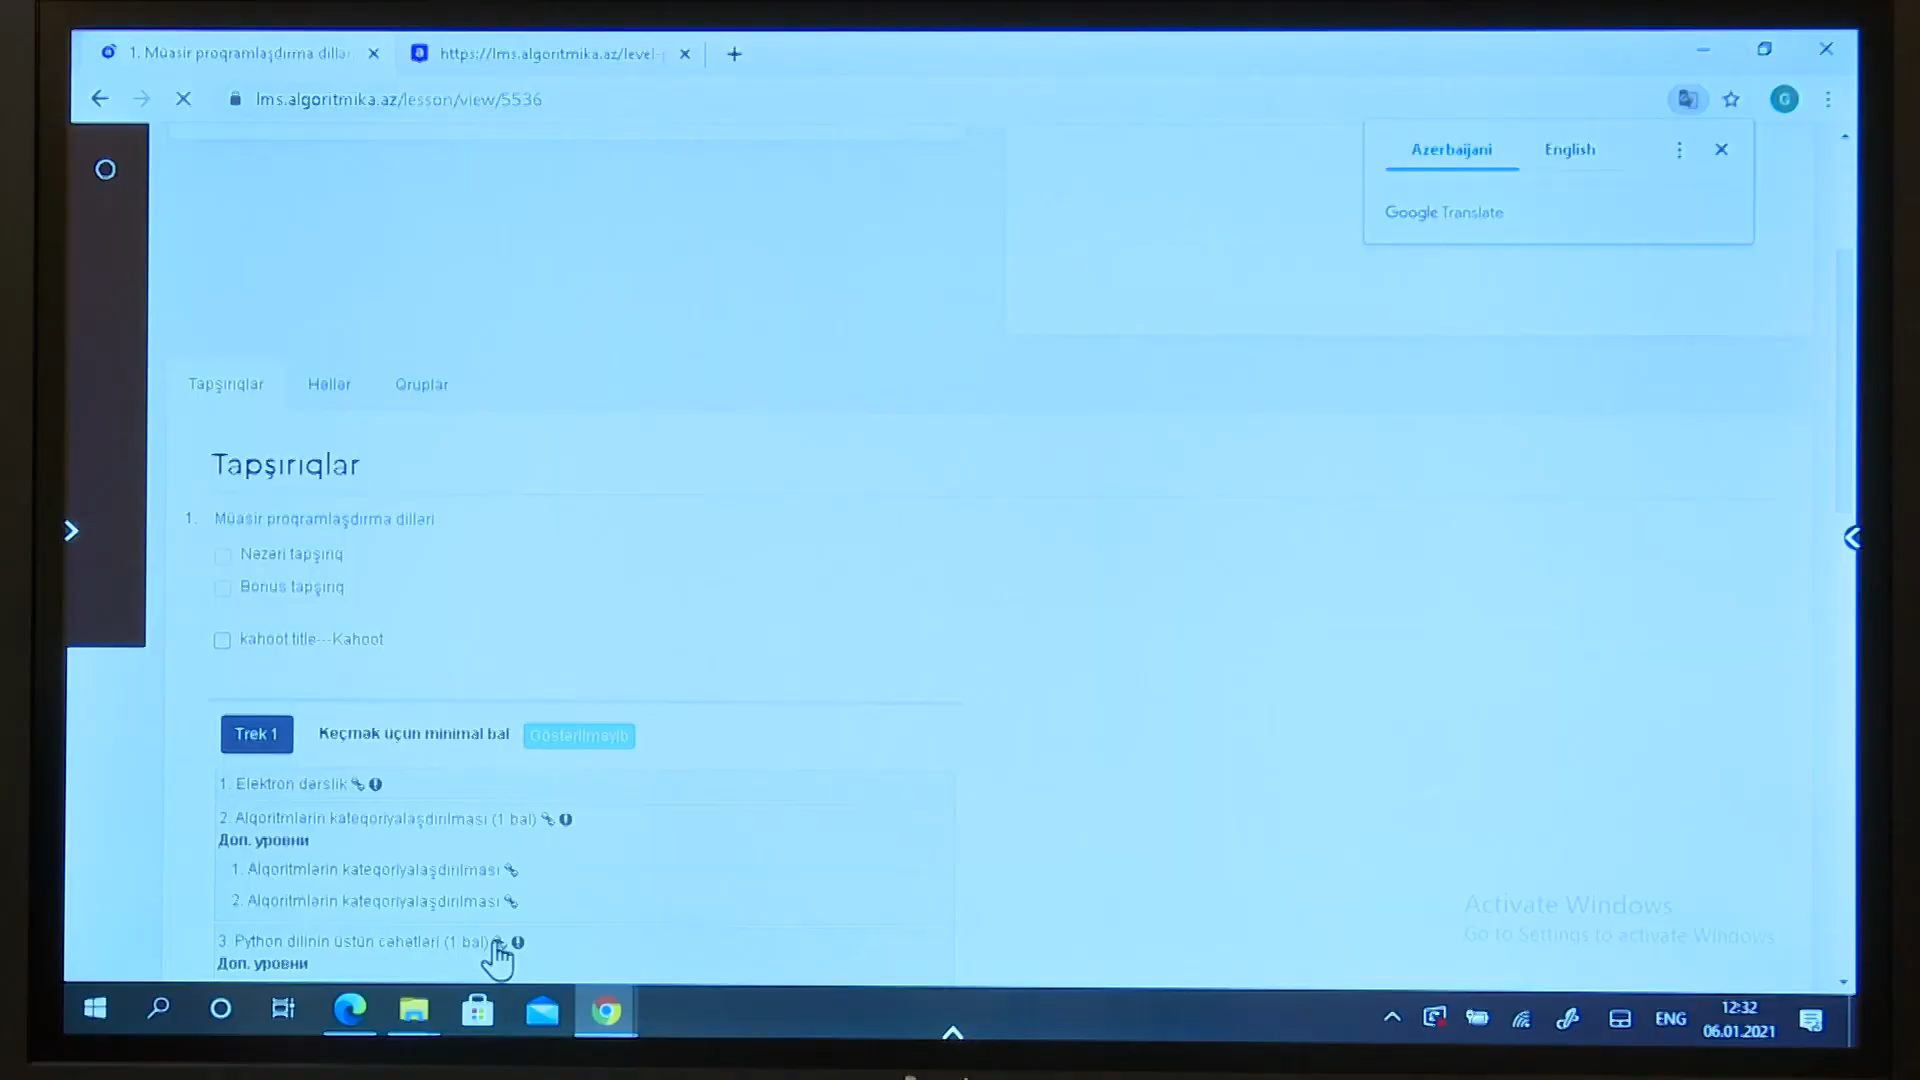 1. Müasir proqramlaşdırma dillər
https://lms.algoritmika.az/level-
lms.algoritmika.az/lesson/view/5536
G
Azerbaijani English
Google Translate
Tapşırıqlar Həllər Qruplar
Tapşırıqlar
1. Müasir proqramlaşdırma dilləri
Nəzəri tapşırıq
Bonus tapşırıq
kahoot title---Kahoot
Trek 1 Keçmək üçün minimal bal Göstərilməyib
1. Elektron dərslik
2. Alqoritmlərin kateqoriyalaşdırılması (1 bal)
Доп. уровни
1. Alqoritmlərin kateqoriyalaşdırılması
2. Alqoritmlərin kateqoriyalaşdırılması
3. Python dilinin üstün cəhətləri (1 bal)
Доп. уровни
Activate Windows
Go to Settings to activate Windows
ENG
12:32
06.01.2021